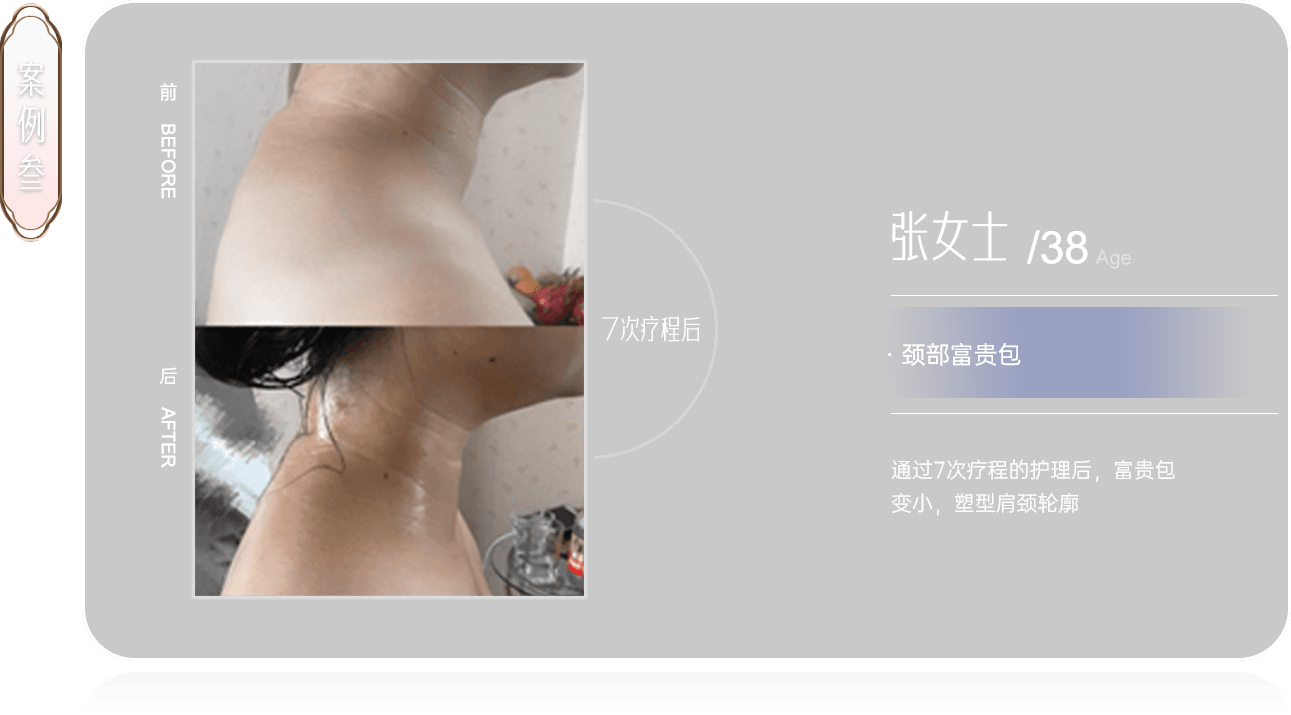 案例叁
前 BEFORE
后 AFTER
7次疗程后
张女士 /38 Age
· 颈部富贵包
通过7次疗程的护理后，富贵包
变小，塑型肩颈轮廓